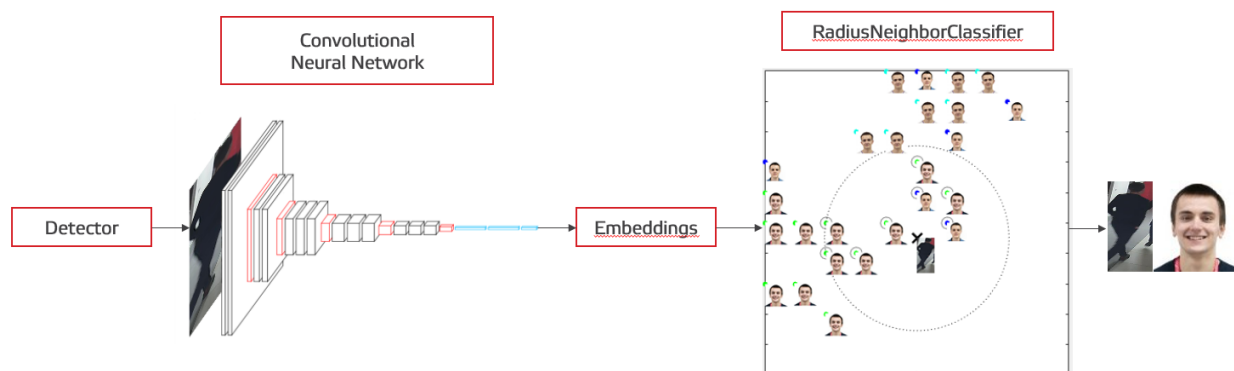 Convolutional
Neural Network
RadiusNeighborClassifier
Detector
Embeddings